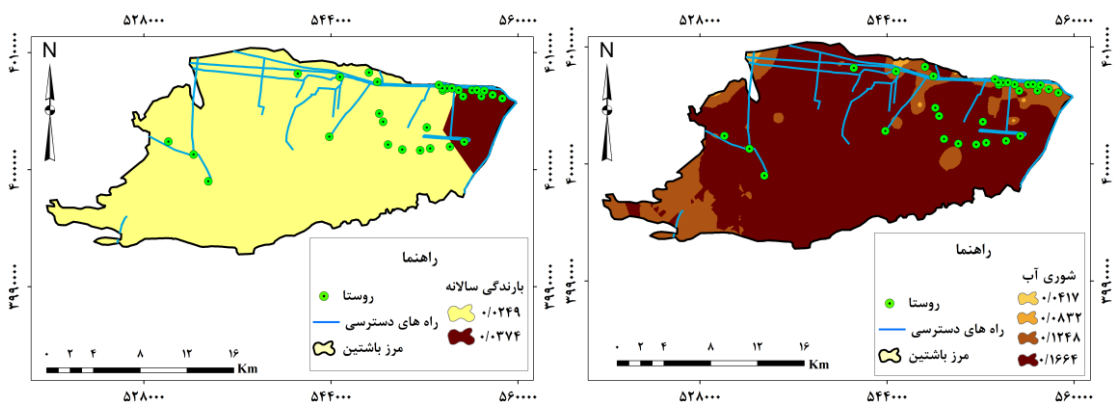 ۵۲۸۰۰۰ ۵۴۴۰۰۰ ۵۶۰۰۰۰
N
۴۰۱۰۰۰۰
۴۰۰۰۰۰۰
۳۹۹۰۰۰۰
راهنما
روستا
راه های دسترسی
مرز باشتین
بارندگی سالانه
۰/۰۲۴۹
۰/۰۳۷۴
۰ ۲ ۴ ۸ ۱۲ ۱۶
Km
۵۲۸۰۰۰ ۵۴۴۰۰۰ ۵۶۰۰۰۰
۵۲۸۰۰۰ ۵۴۴۰۰۰ ۵۶۰۰۰۰
N
۴۰۱۰۰۰۰
۴۰۰۰۰۰۰
۳۹۹۰۰۰۰
راهنما
روستا
راه های دسترسی
مرز باشتین
شوری آب
۰/۰۴۱۷
۰/۰۸۳۲
۰/۱۲۴۸
۰/۱۶۶۴
۰ ۲ ۴ ۸ ۱۲ ۱۶
Km
۵۲۸۰۰۰ ۵۴۴۰۰۰ ۵۶۰۰۰۰